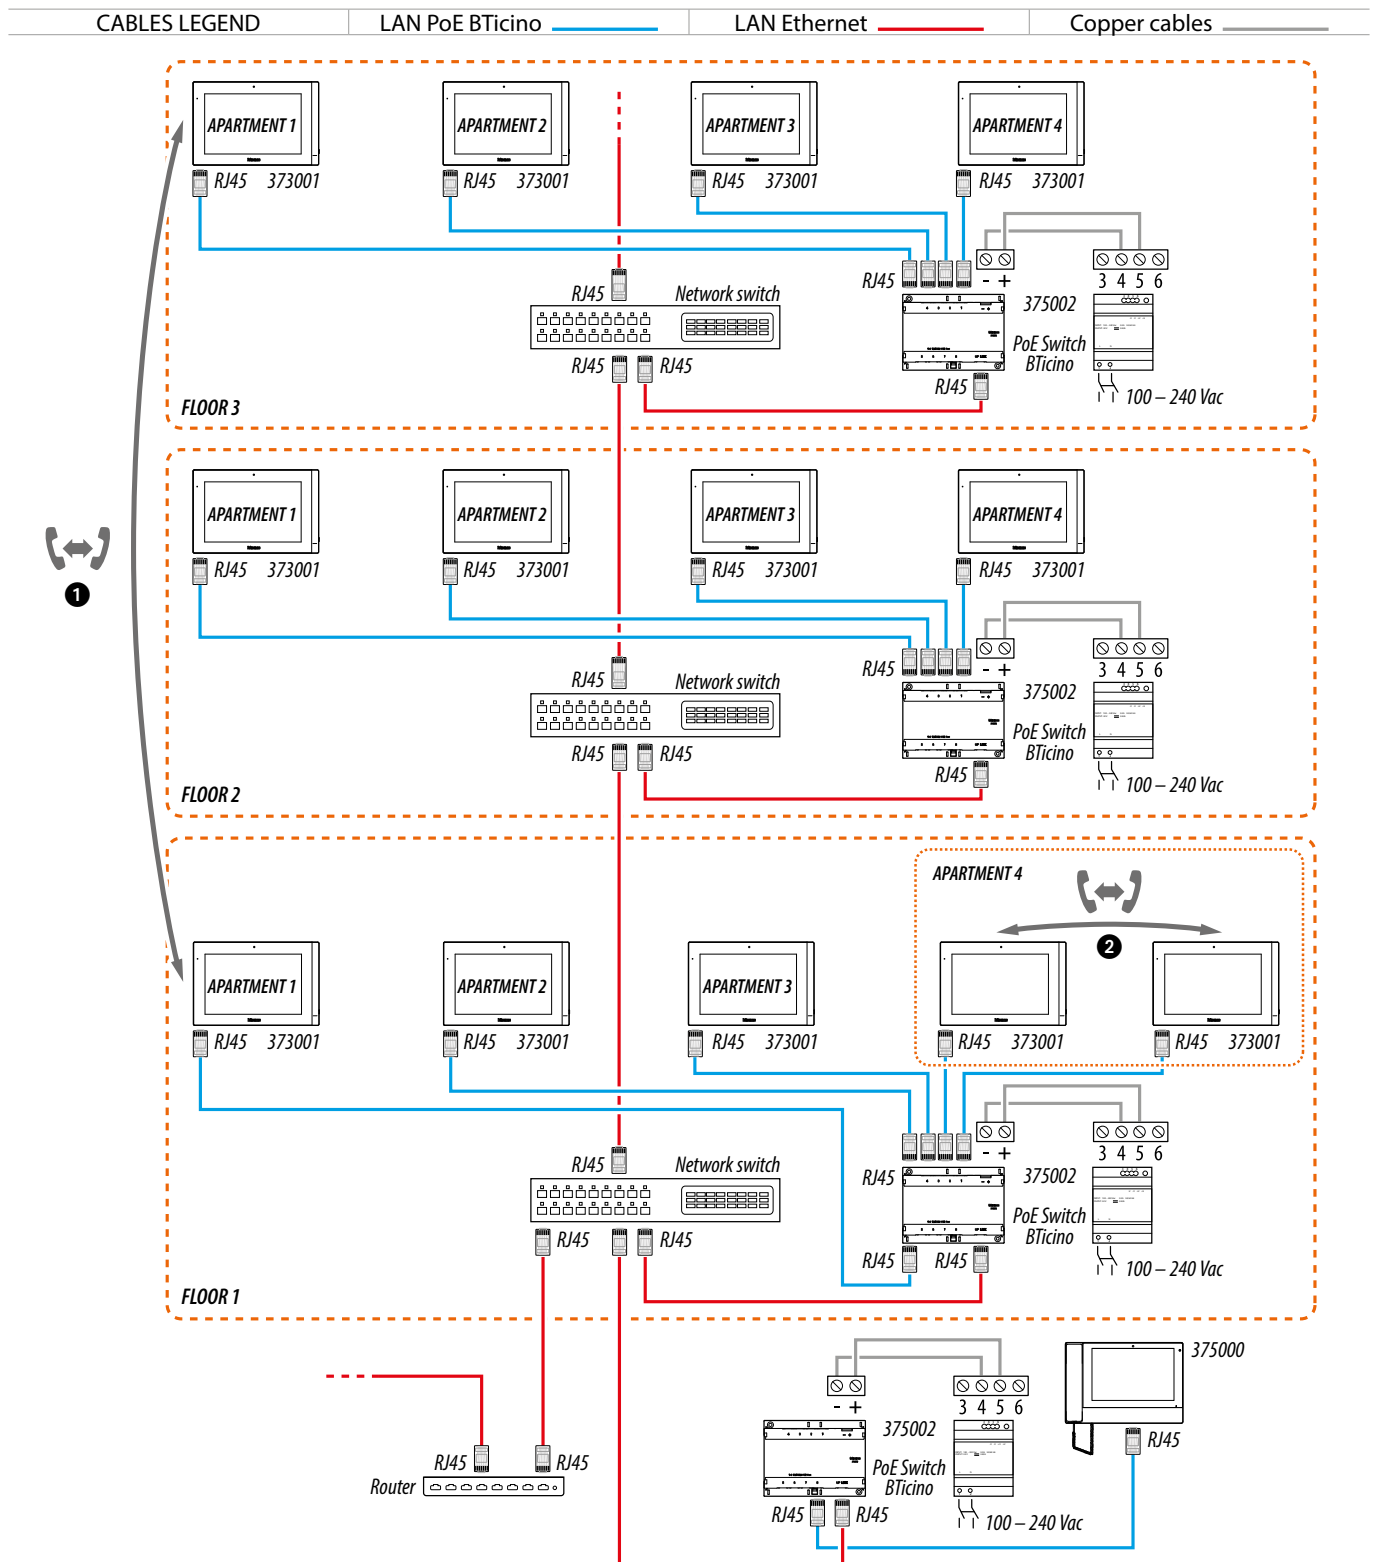 CABLES LEGEND LAN PoE BTicino LAN Ethernet Copper cables
APARTMENT 1 APARTMENT 2 APARTMENT 3 APARTMENT 4
RJ45 373001 RJ45 373001 RJ45 373001 RJ45 373001
RJ45 - + 3 4 5 6
RJ45 Network switch 375002
PoE Switch
BTicino
RJ45 RJ45 RJ45
100 – 240 Vac
FLOOR 3
APARTMENT 1 APARTMENT 2 APARTMENT 3 APARTMENT 4
RJ45 373001 RJ45 373001 RJ45 373001 RJ45 373001
1
RJ45 - + 3 4 5 6
RJ45 Network switch 375002
PoE Switch
BTicino
RJ45 RJ45 RJ45
100 – 240 Vac
FLOOR 2
APARTMENT 4
2
APARTMENT 1 APARTMENT 2 APARTMENT 3
RJ45 373001 RJ45 373001 RJ45 373001 RJ45 373001 RJ45 373001
- + 3 4 5 6
RJ45 Network switch RJ45 375002
PoE Switch
BTicino
RJ45 RJ45 RJ45 RJ45
100 – 240 Vac
FLOOR 1
375000
- + 3 4 5 6
375002
RJ45
RJ45 RJ45 PoE Switch
Router BTicino
RJ45 RJ45 100 – 240 Vac